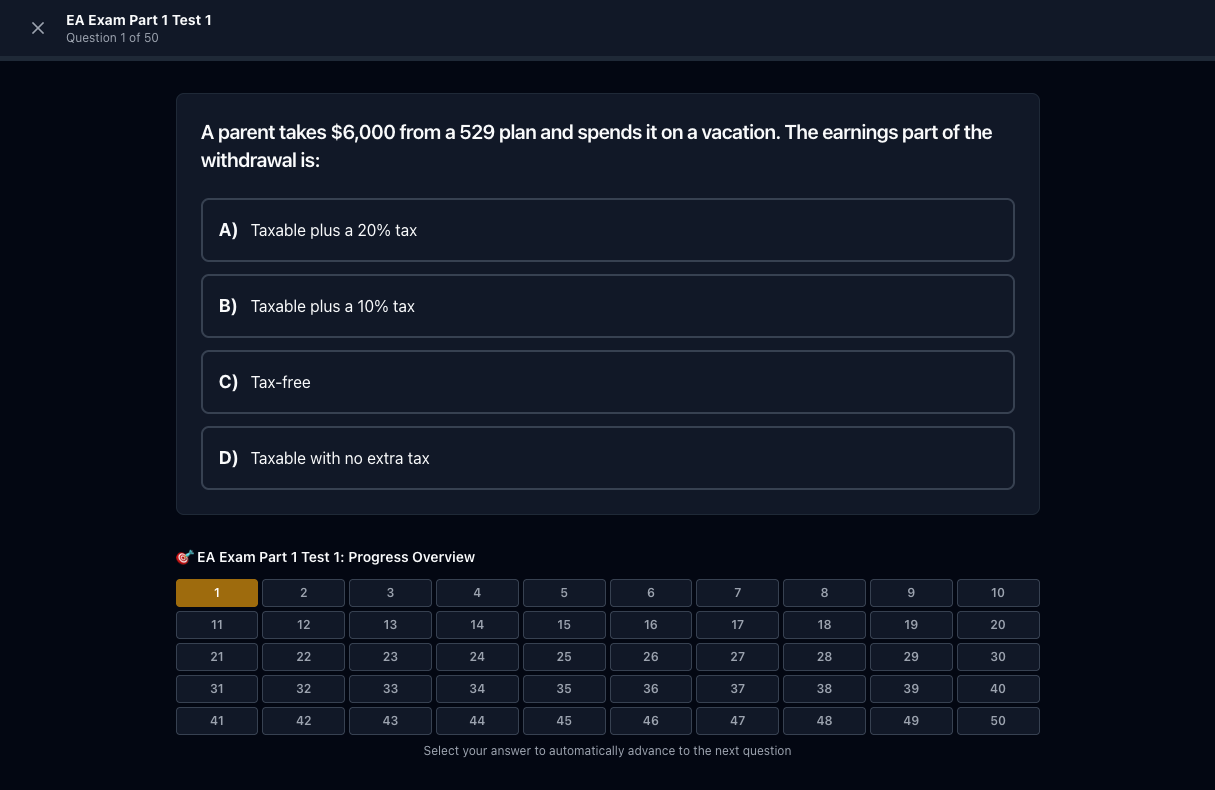 EA Exam Part 1 Test 1
Question 1 of 50
A parent takes $6,000 from a 529 plan and spends it on a vacation. The earnings part of the
withdrawal is:
A) Taxable plus a 20% tax
B) Taxable plus a 10% tax
C) Tax-free
D) Taxable with no extra tax
🎯 EA Exam Part 1 Test 1: Progress Overview
1 2 3 4 5 6 7 8 9 10
11 12 13 14 15 16 17 18 19 20
21 22 23 24 25 26 27 28 29 30
31 32 33 34 35 36 37 38 39 40
41 42 43 44 45 46 47 48 49 50
Select your answer to automatically advance to the next question